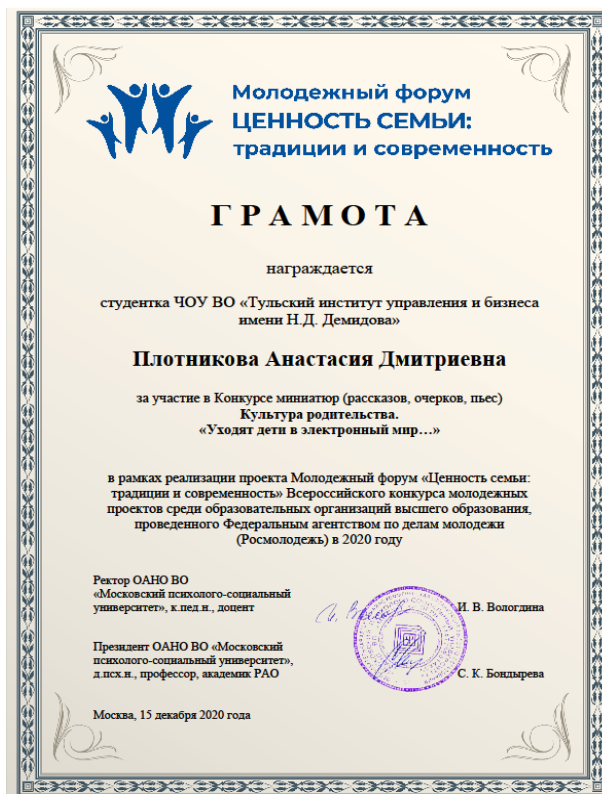 Молодежный форум
ЦЕННОСТЬ СЕМЬИ:
традиции и современность
ГРАМОТА
награждается
студентка ЧОУ ВО «Тульский институт управления и бизнеса
имени Н.Д. Демидова»
Плотникова Анастасия Дмитриевна
за участие в Конкурсе миниатюр (рассказов, очерков, пьес)
Культура родительства.
«Уходят дети в электронный мир…»
в рамках реализации проекта Молодежный форум «Ценность семьи:
традиции и современность» Всероссийского конкурса молодежных
проектов среди образовательных организаций высшего образования,
проведенного Федеральным агентством по делам молодежи
(Росмолодежь) в 2020 году
Ректор ОАНО ВО
«Московский психолого-социальный
университет», к.пед.н., доцент
И. В. Вологдина
Президент ОАНО ВО «Московский
психолого-социальный университет»,
д.псх.н., профессор, академик РАО
С. К. Бондырева
Москва, 15 декабря 2020 года